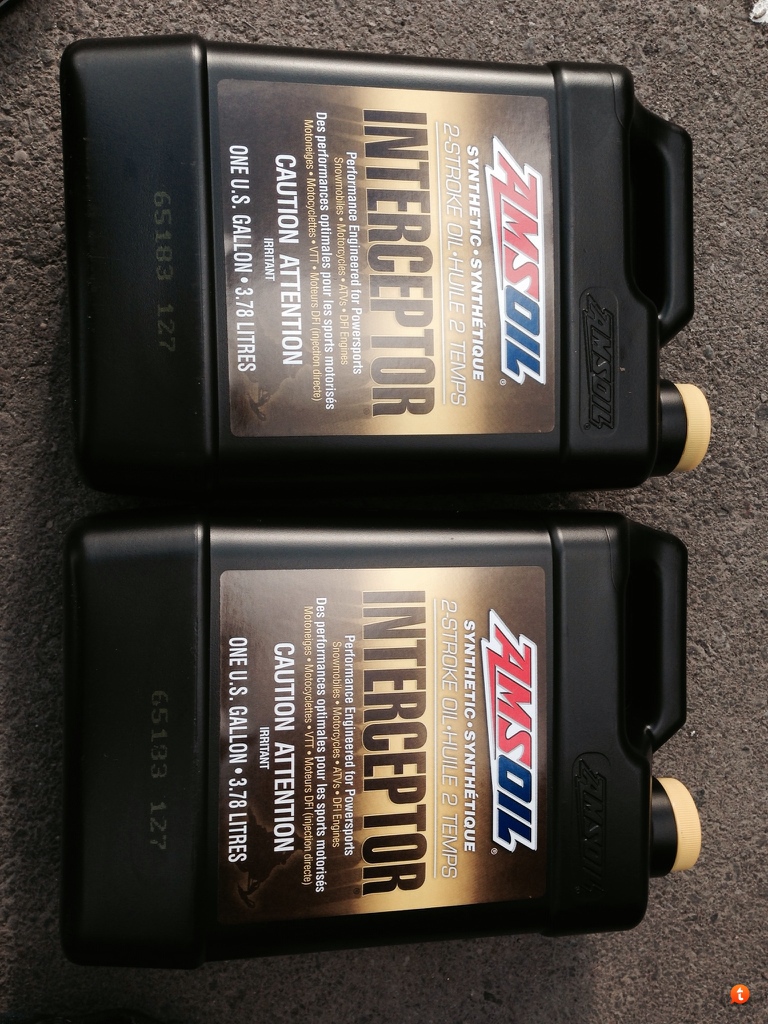 AMSOIL®
SYNTHETIC • SYNTHÉTIQUE
2-STROKE OIL • HUILE 2 TEMPS
INTERCEPTOR
Performance Engineered for Powersports
Snowmobiles • Motorcycles • ATVs • DFI Engines
Des performances optimales pour les sports motorisés
Motoneiges • Motocyclettes • VTT • Moteurs DFI (injection directe)
CAUTION ATTENTION
IRRITANT
ONE U.S. GALLON • 3.78 LITRES
AMSOIL
65183 127
AMSOIL®
SYNTHETIC • SYNTHÉTIQUE
2-STROKE OIL • HUILE 2 TEMPS
INTERCEPTOR
Performance Engineered for Powersports
Snowmobiles • Motorcycles • ATVs • DFI Engines
Des performances optimales pour les sports motorisés
Motoneiges • Motocyclettes • VTT • Moteurs DFI (injection directe)
CAUTION ATTENTION
IRRITANT
ONE U.S. GALLON • 3.78 LITRES
AMSOIL
65183 127
t